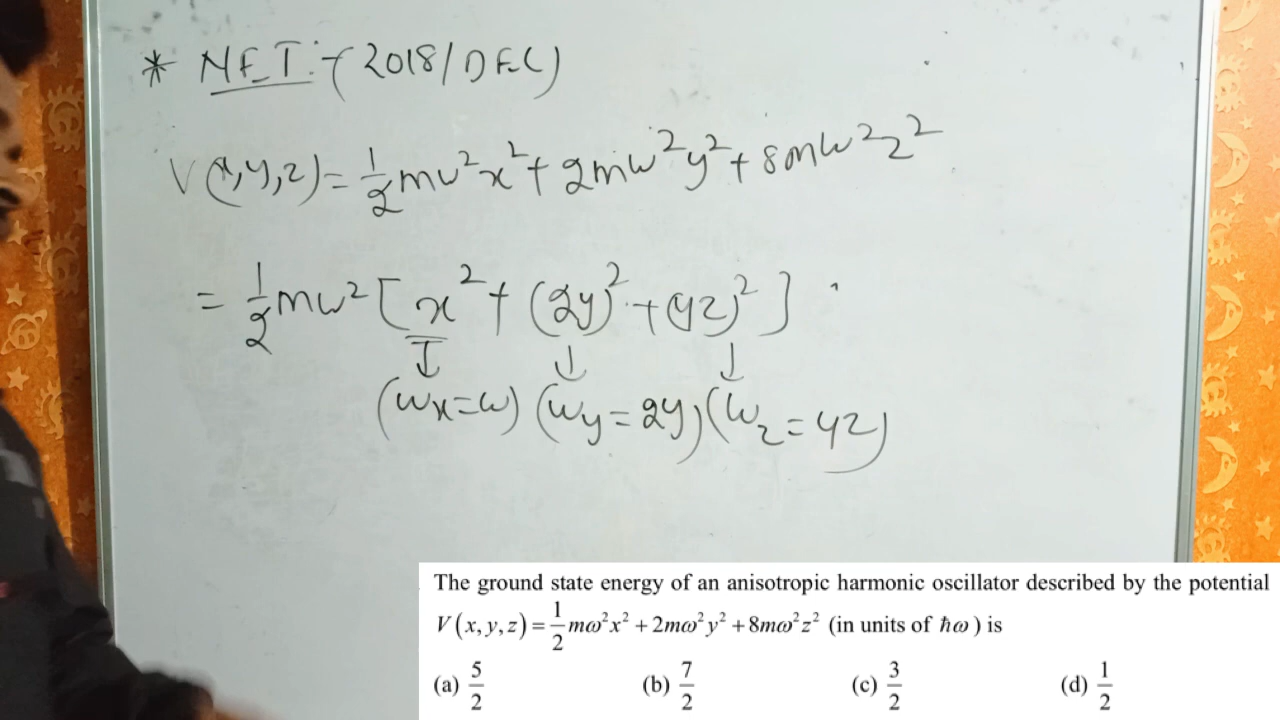 * NET :- (2018/DEC)
V(x,y,z) = 1/2 mω²x² + 2mω²y² + 8mω²z²
= 1/2 mω² [x² + (2y)² + (4z)²]
↓ ↓ ↓
(ωx=ω) (ωy=2y) (ωz=4z)
The ground state energy of an anisotropic harmonic oscillator described by the potential
V(x,y,z) = 1/2 mω²x² + 2mω²y² + 8mω²z² (in units of ħω) is
(a) 5/2 (b) 7/2 (c) 3/2 (d) 1/2